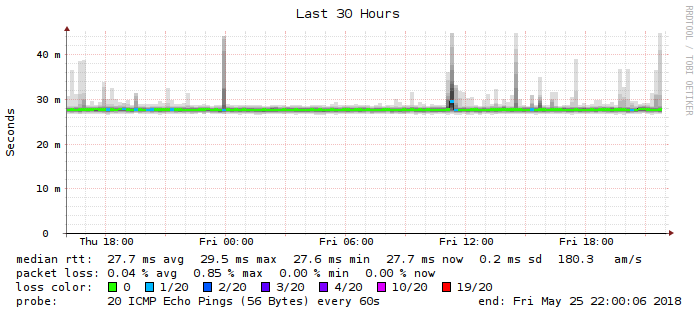 Last 30 Hours
RRDTOOL / TOBI OETIKER
Seconds
40 m
30 m
20 m
10 m
0
Thu 18:00 Fri 00:00 Fri 06:00 Fri 12:00 Fri 18:00
median rtt: 27.7 ms avg 29.5 ms max 27.6 ms min 27.7 ms now 0.2 ms sd 180.3 am/s
packet loss: 0.04 % avg 0.85 % max 0.00 % min 0.00 % now
loss color: 0 1/20 2/20 3/20 4/20 10/20 19/20
probe: 20 ICMP Echo Pings (56 Bytes) every 60s end: Fri May 25 22:00:06 2018